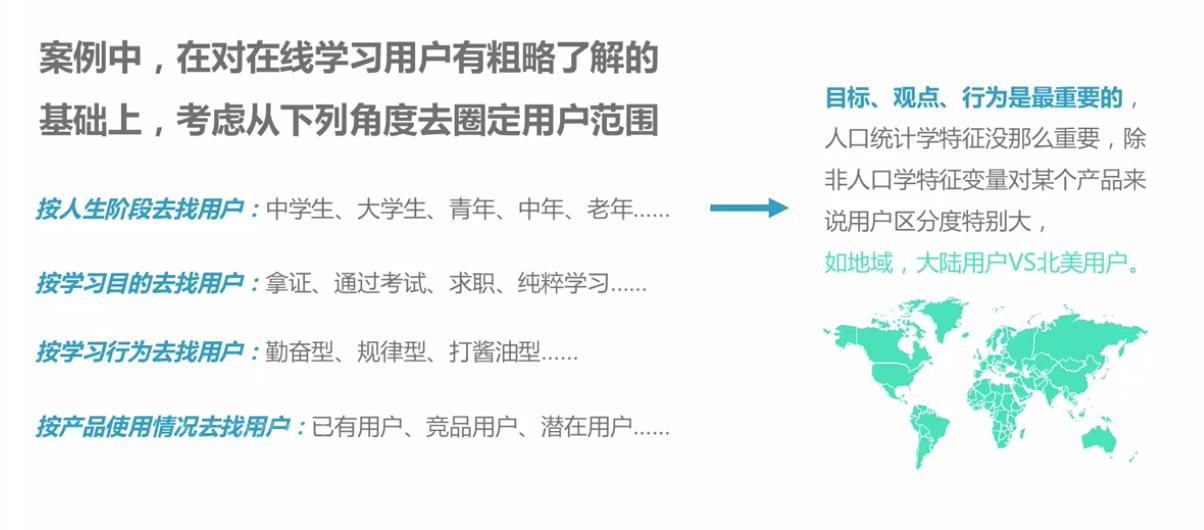 案例中，在对在线学习用户有粗略了解的
基础上，考虑从下列角度去圈定用户范围
按人生阶段去找用户：中学生、大学生、青年、中年、老年......
按学习目的去找用户：拿证、通过考试、求职、纯粹学习......
按学习行为去找用户：勤奋型、规律型、打酱油型......
按产品使用情况去找用户：已有用户、竞品用户、潜在用户......
目标、观点、行为是最重要的，
人口统计学特征没那么重要，除
非人口学特征变量对某个产品来
说用户区分度特别大，
如地域，大陆用户VS北美用户。